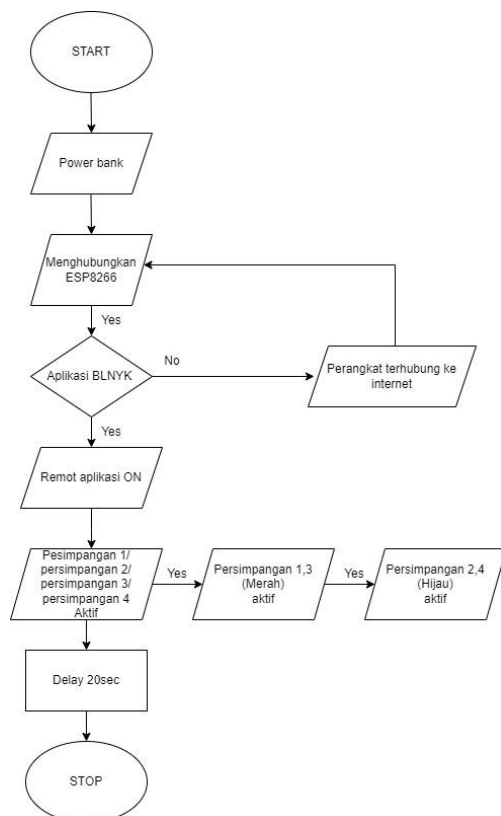 START
Power bank
Menghubungkan
ESP8266
Yes
Aplikasi BLNYK
No
Perangkat terhubung ke
internet
Yes
Remot aplikasi ON
Pesimpangan 1/
persimpangan 2/
persimpangan 3/
persimpangan 4
Aktif
Yes
Persimpangan 1,3
(Merah)
aktif
Yes
Persimpangan 2,4
(Hijau)
aktif
Delay 20sec
STOP